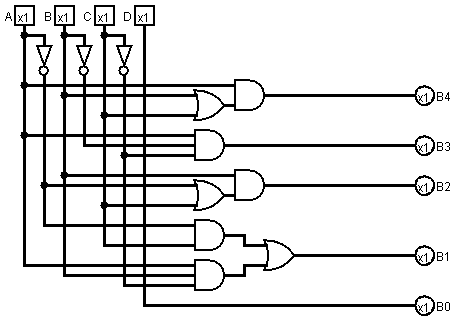 A x1 B x1 C x1 D x1
x1 B4
x1 B3
x1 B2
x1 B1
x1 B0